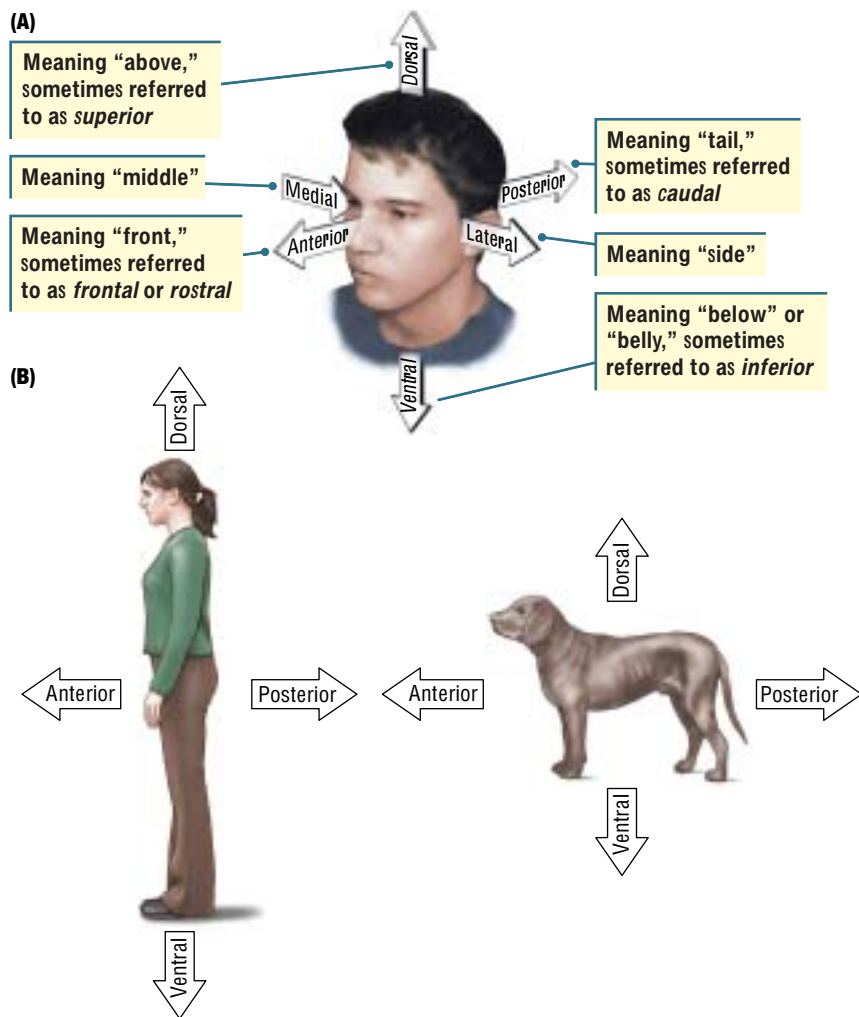 (A)
Meaning “above,”
sometimes referred
to as superior
Dorsal
Meaning “middle”
Medial
Meaning “front,”
sometimes referred
to as frontal or rostral
Anterior
Posterior
Meaning “tail,”
sometimes referred
to as caudal
Lateral
Meaning “side”
Ventral
Meaning “below” or
“belly,” sometimes
referred to as inferior
(B)
Dorsal
Anterior
Posterior
Ventral
Dorsal
Anterior
Posterior
Ventral